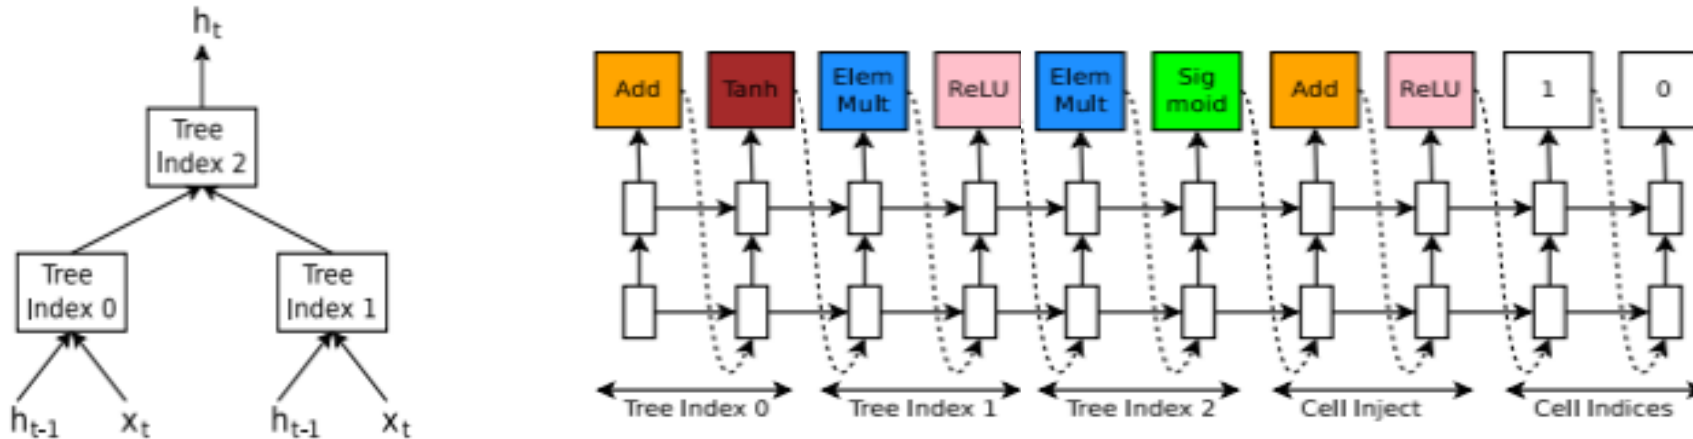 h_t
Tree
Index 2
Tree
Index 0
Tree
Index 1
h_{t-1} x_t h_{t-1} x_t
Add Tanh Elem Mult ReLU Elem Mult Sig moid Add ReLU 1 0
Tree Index 0 Tree Index 1 Tree Index 2 Cell Inject Cell Indices